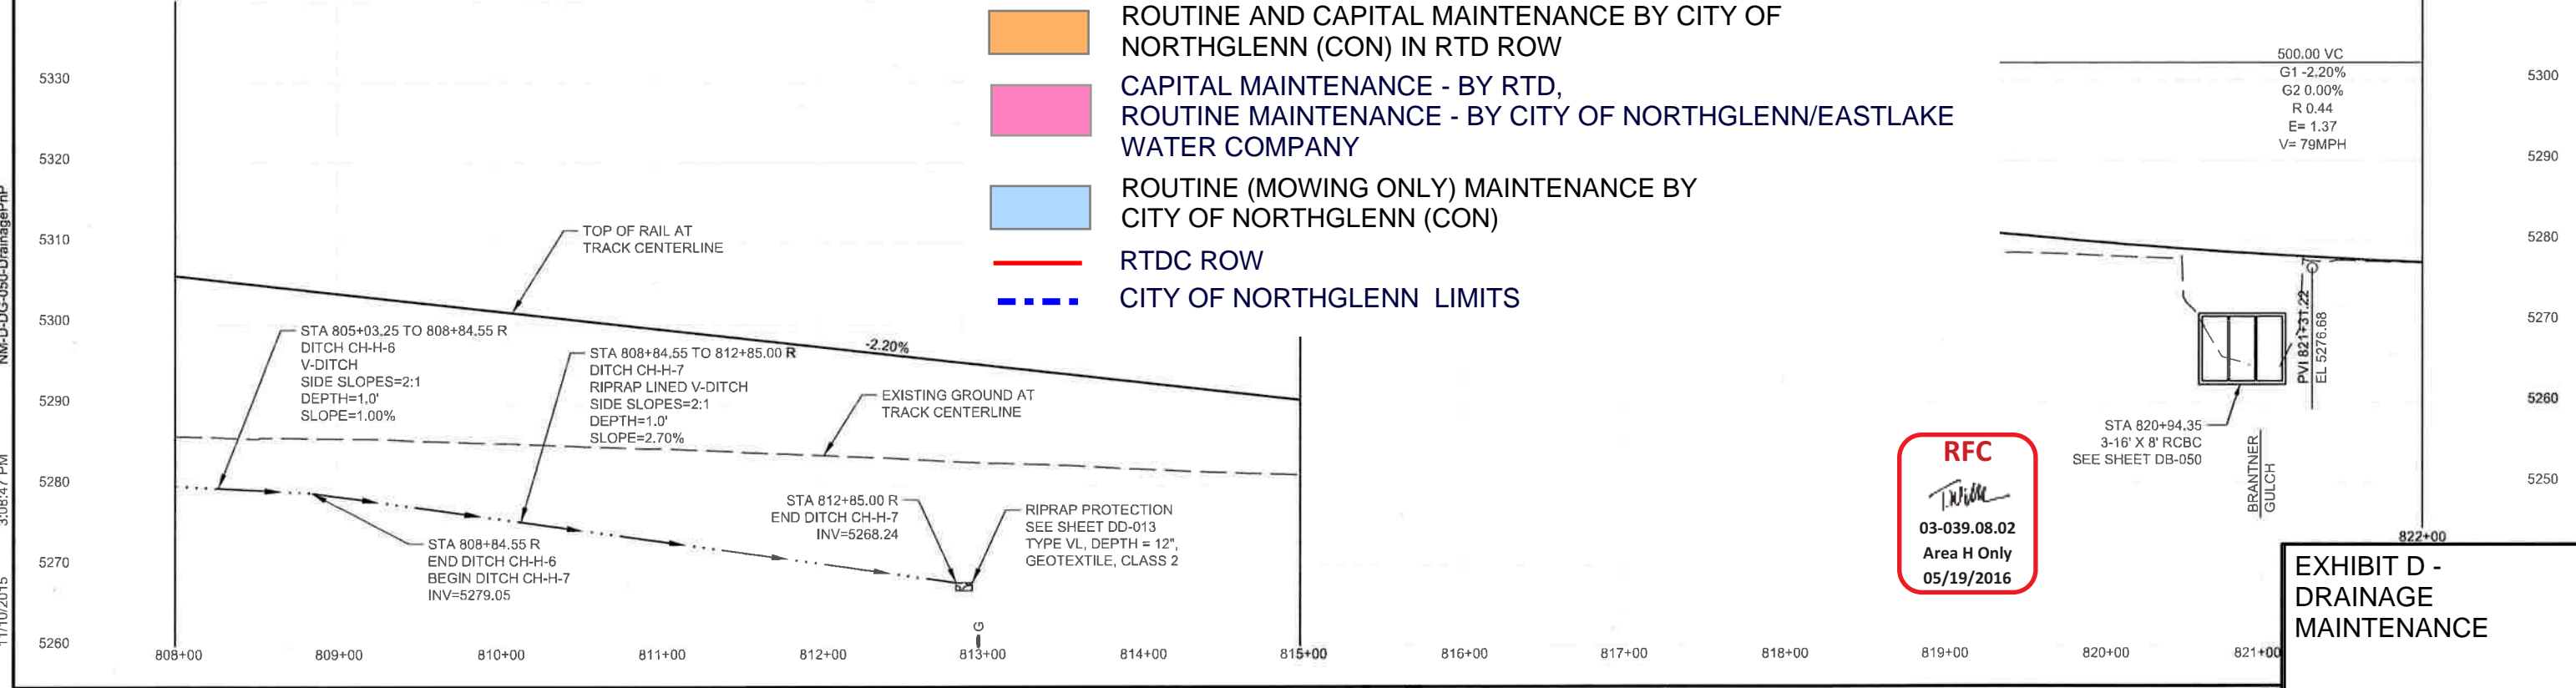 ROUTINE AND CAPITAL MAINTENANCE BY CITY OF
NORTHGLENN (CON) IN RTD ROW
CAPITAL MAINTENANCE - BY RTD,
ROUTINE MAINTENANCE - BY CITY OF NORTHGLENN/EASTLAKE
WATER COMPANY
ROUTINE (MOWING ONLY) MAINTENANCE BY
CITY OF NORTHGLENN (CON)
RTDC ROW
CITY OF NORTHGLENN LIMITS
5330
5320
5310
5300
5290
5280
5270
5260
NM-D-DG-050-DrainagePnP
3:08:47 PM
11/10/2015
TOP OF RAIL AT
TRACK CENTERLINE
STA 805+03.25 TO 808+84.55 R
DITCH CH-H-6
V-DITCH
SIDE SLOPES=2:1
DEPTH=1.0'
SLOPE=1.00%
STA 808+84.55 TO 812+85.00 R
DITCH CH-H-7
RIPRAP LINED V-DITCH
SIDE SLOPES=2:1
DEPTH=1.0'
SLOPE=2.70%
-2.20%
EXISTING GROUND AT
TRACK CENTERLINE
STA 808+84.55 R
END DITCH CH-H-6
BEGIN DITCH CH-H-7
INV=5279.05
STA 812+85.00 R
END DITCH CH-H-7
INV=5268.24
RIPRAP PROTECTION
SEE SHEET DD-013
TYPE VL, DEPTH = 12",
GEOTEXTILE, CLASS 2
G
500.00 VC
G1 -2.20%
G2 0.00%
R 0.44
E= 1.37
V= 79MPH
5300
5290
5280
5270
5260
5250
PVI 821+31.22
EL 5276.68
STA 820+94.35
3-16' X 8' RCBC
SEE SHEET DB-050
BRANTNER
GULCH
RFC
03-039.08.02
Area H Only
05/19/2016
822+00
808+00 809+00 810+00 811+00 812+00 813+00 814+00 815+00 816+00 817+00 818+00 819+00 820+00 821+00
EXHIBIT D -
DRAINAGE
MAINTENANCE